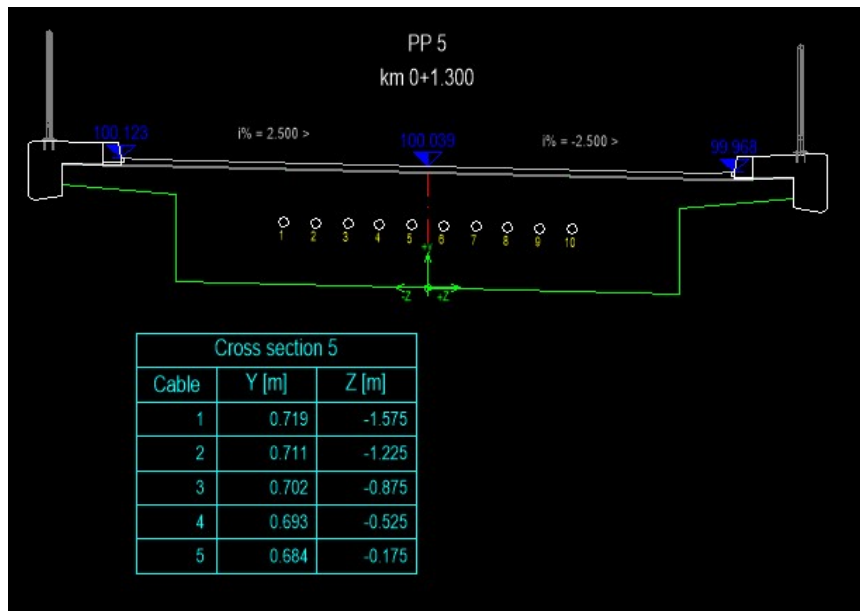 PP 5
km 0+1.300
100.123
i% = 2.500 >
100.039
i% = -2.500 >
99.968
1 2 3 4 5 6 7 8 9 10
+Y
-Z +Z
Cross section 5
Cable Y [m] Z [m]
1 0.719 -1.575
2 0.711 -1.225
3 0.702 -0.875
4 0.693 -0.525
5 0.684 -0.175